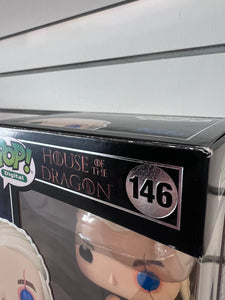 POP!
Digital
HOUSE OF THE
DRAGON
146